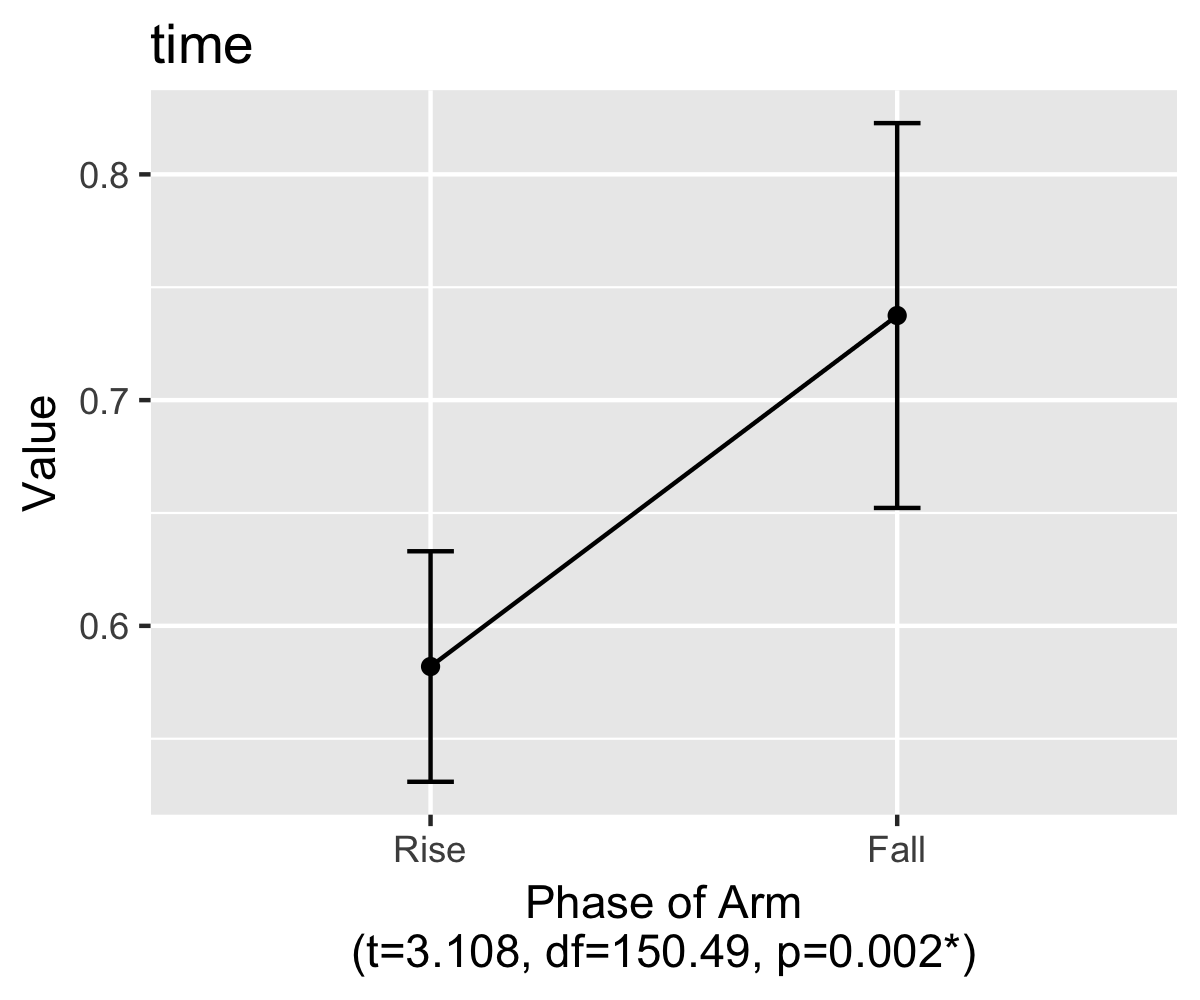 time
Value
0.8
0.7
0.6
Rise Fall
Phase of Arm
(t=3.108, df=150.49, p=0.002*)